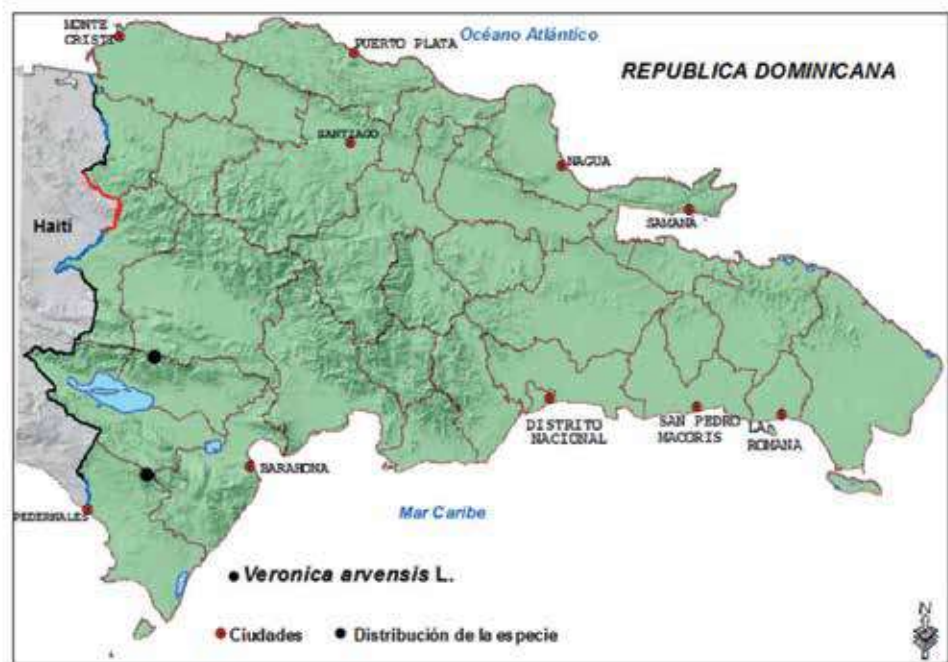 MONTE
CRISTI
Océano Atlántico
PUERTO PLATA
REPUBLICA DOMINICANA
SANTIAGO
NAGUA
SAMANA
Haití
DISTRITO
NACIONAL
SAN PEDRO
MACORIS
LA
ROMANA
BARAHONA
PEDERNALES
Mar Caribe
Veronica arvensis L.
Ciudades
Distribución de la especie
N